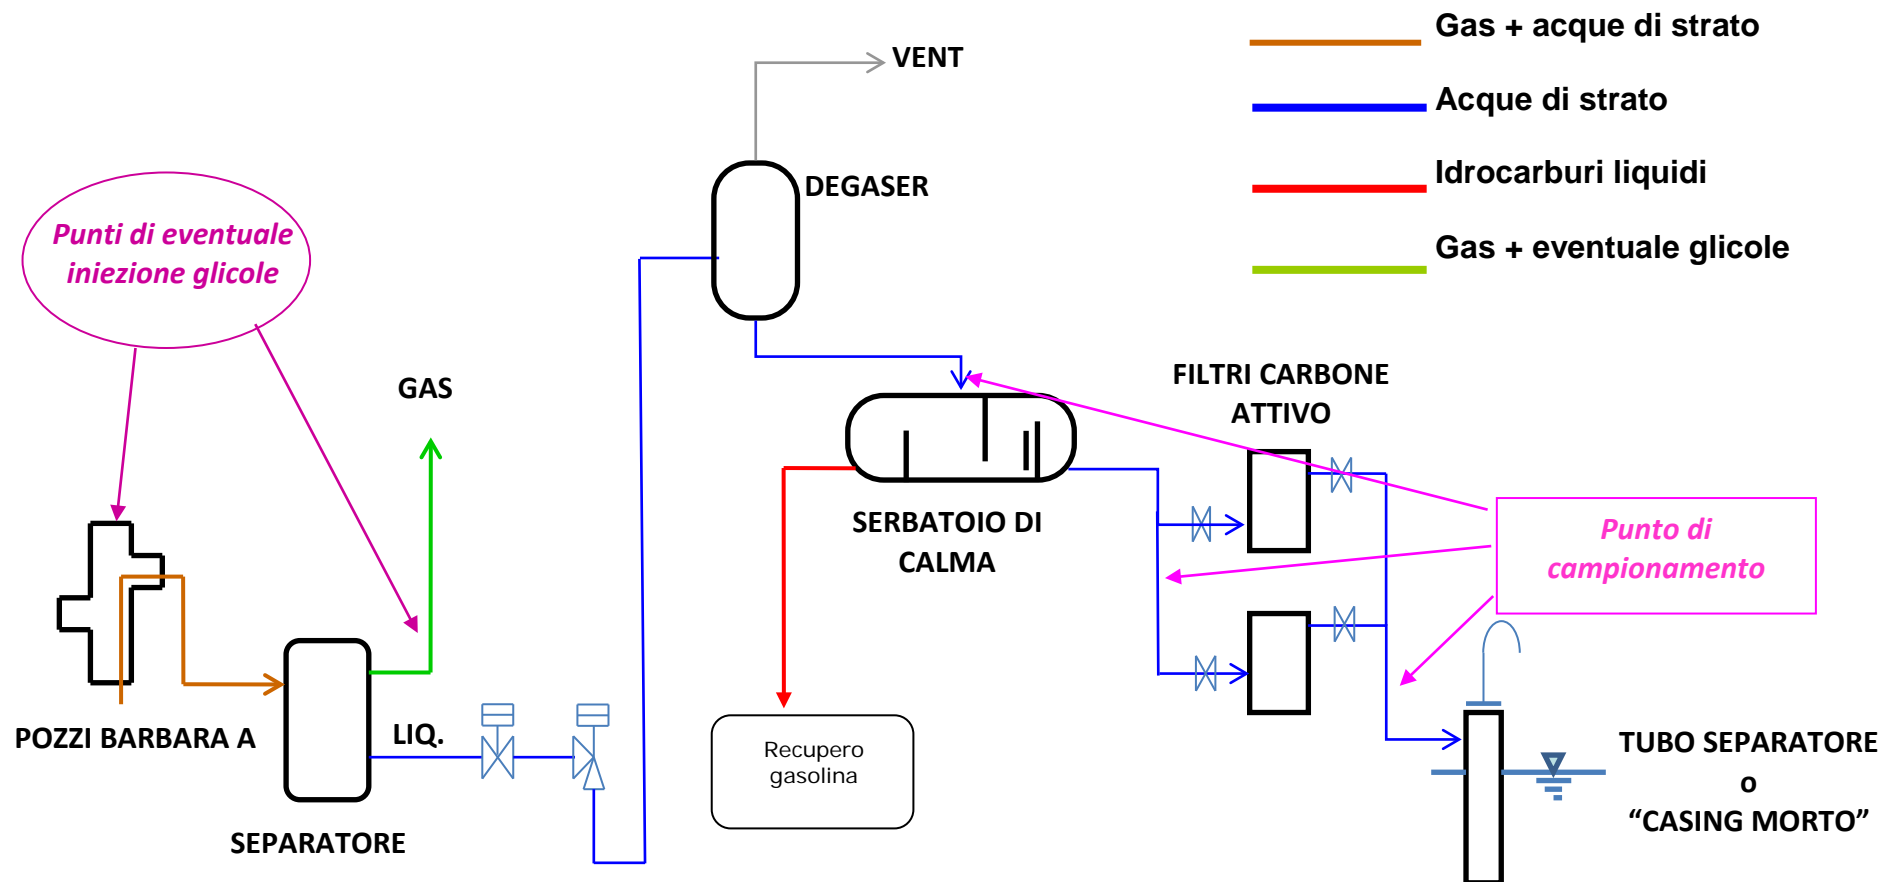 Gas + acque di strato
VENT
Acque di strato
DEGASER
Idrocarburi liquidi
Punti di eventuale
iniezione glicole
Gas + eventuale glicole
GAS
FILTRI CARBONE
ATTIVO
SERBATOIO DI
CALMA
Punto di
campionamento
POZZI BARBARA A
LIQ.
Recupero
gasolina
TUBO SEPARATORE
o
“CASING MORTO”
SEPARATORE